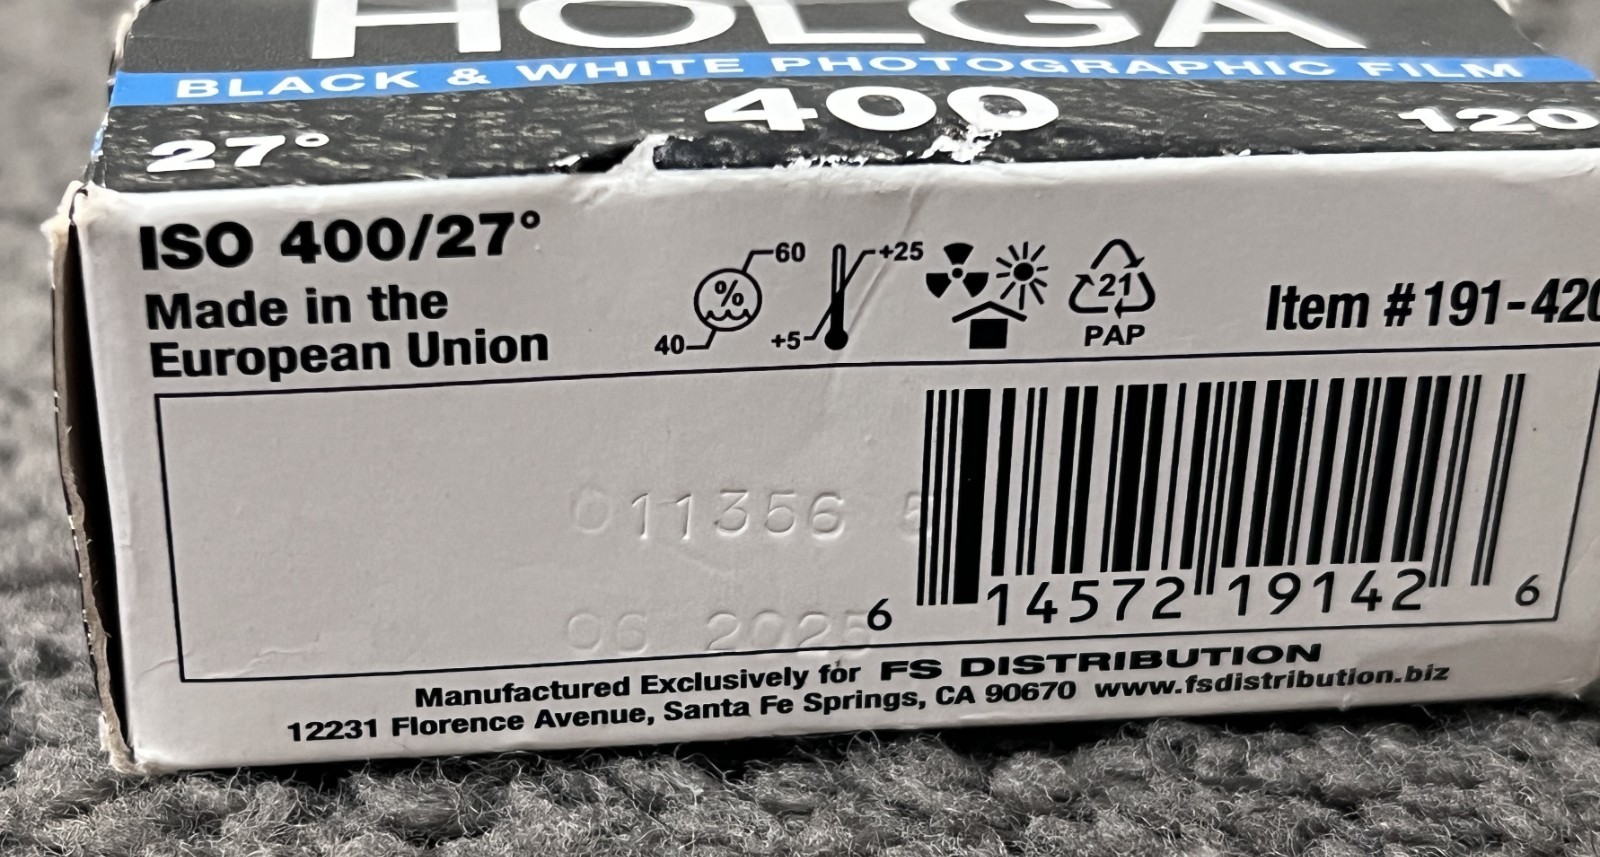 HOLGA
BLACK & WHITE PHOTOGRAPHIC FILM
27° 400 120
ISO 400/27°
Made in the
European Union
% 60 40
+25 +5
21
PAP
Item # 191-420
011356
06 2025
6 14572 19142 6
Manufactured Exclusively for FS DISTRIBUTION
12231 Florence Avenue, Santa Fe Springs, CA 90670 www.fsdistribution.biz